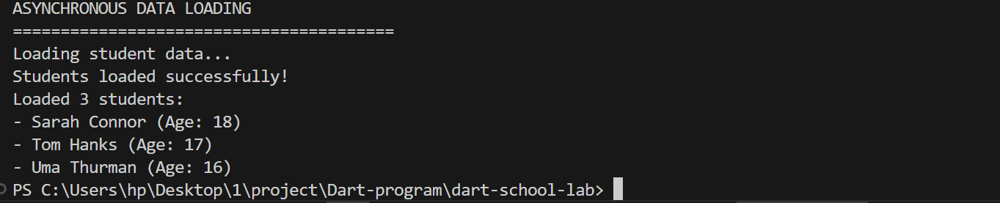 ASYNCHRONOUS DATA LOADING
========================================
Loading student data...
Students loaded successfully!
Loaded 3 students:
- Sarah Connor (Age: 18)
- Tom Hanks (Age: 17)
- Uma Thurman (Age: 16)
PS C:\Users\hp\Desktop\1\project\Dart-program\dart-school-lab>